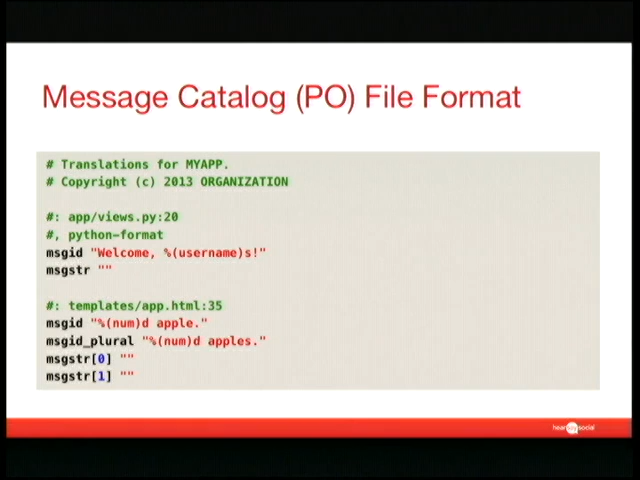 Message Catalog (PO) File Format
# Translations for MYAPP.
# Copyright (c) 2013 ORGANIZATION
#: app/views.py:20
#, python-format
msgid "Welcome, %(username)s!"
msgstr ""
#: templates/app.html:35
msgid "%(num)d apple."
msgid_plural "%(num)d apples."
msgstr[0] ""
msgstr[1] ""
hearsaysocial